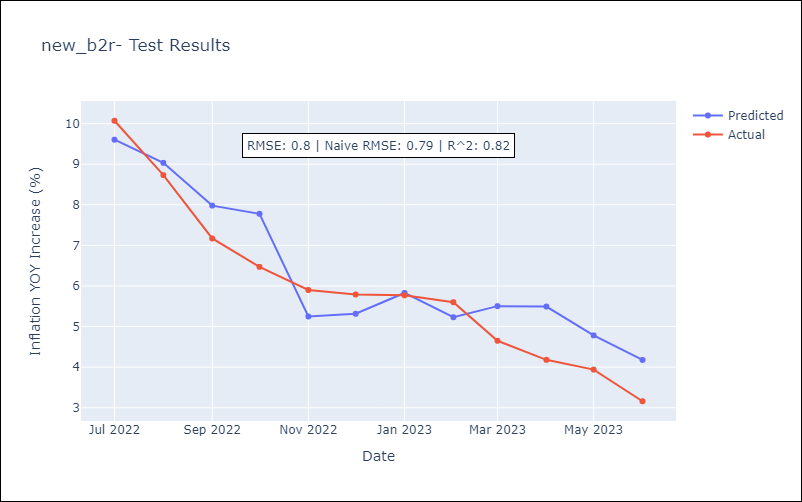 new_b2r- Test Results
RMSE: 0.8 | Naive RMSE: 0.79 | R^2: 0.82
Predicted
Actual
Inflation YOY Increase (%)
10
9
8
7
6
5
4
3
Jul 2022
Sep 2022
Nov 2022
Jan 2023
Mar 2023
May 2023
Date